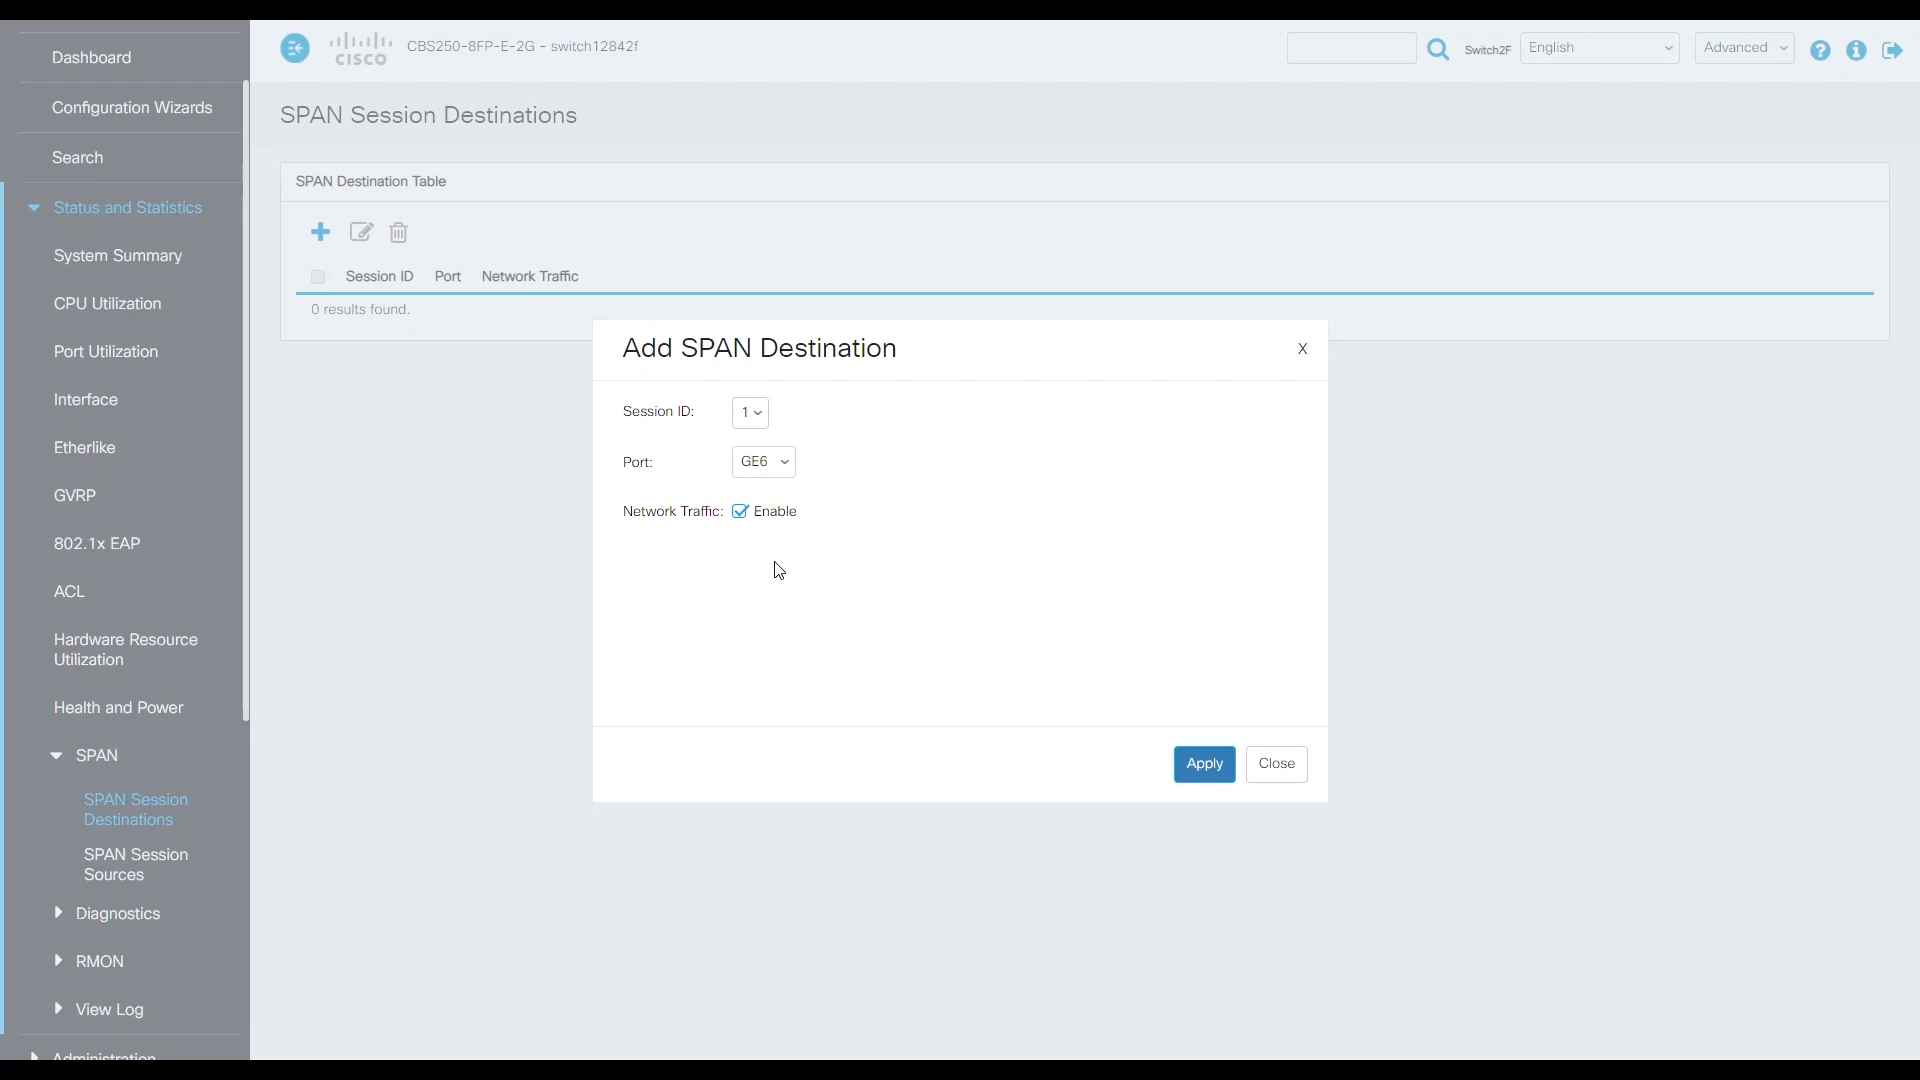 Dashboard
Configuration Wizards
Search
Status and Statistics
System Summary
CPU Utilization
Port Utilization
Interface
Etherlike
GVRP
802.1x EAP
ACL
Hardware Resource
Utilization
Health and Power
SPAN
SPAN Session
Destinations
SPAN Session
Sources
Diagnostics
RMON
View Log
Administration
CISCO
CBS250-8FP-E-2G - switch12842f
Switch2F
English
Advanced
SPAN Session Destinations
SPAN Destination Table
Session ID Port Network Traffic
0 results found.
Add SPAN Destination X
Session ID: 1
Port: GE6
Network Traffic: Enable
Apply Close